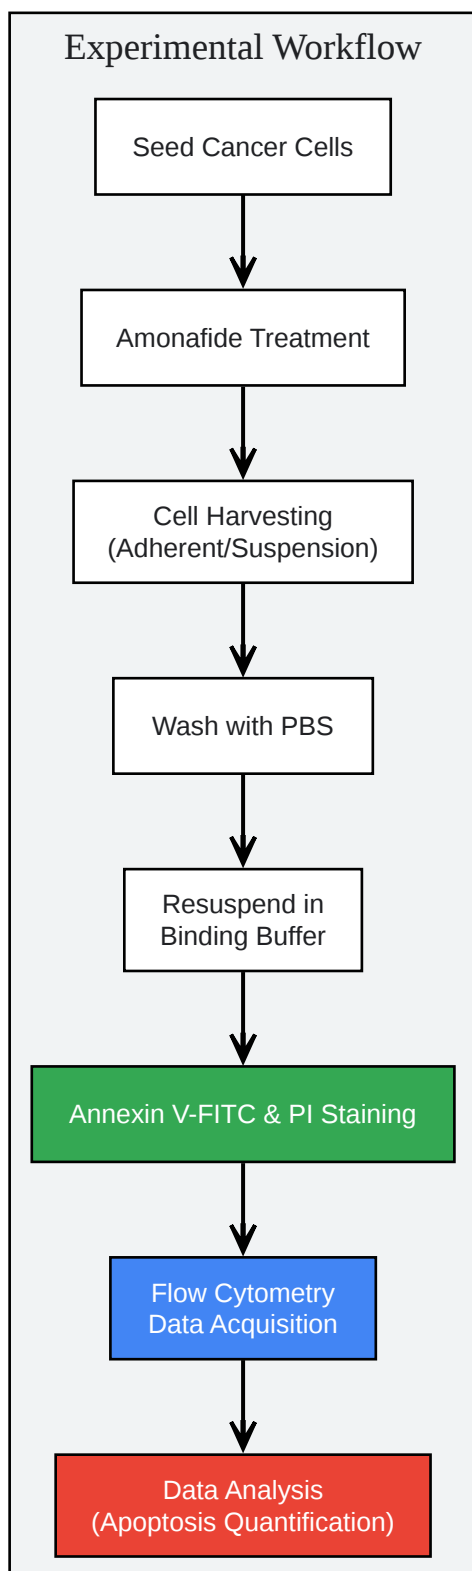 Experimental Workflow
Seed Cancer Cells
Amonafide Treatment
Cell Harvesting
(Adherent/Suspension)
Wash with PBS
Resuspend in
Binding Buffer
Annexin V-FITC & PI Staining
Flow Cytometry
Data Acquisition
Data Analysis
(Apoptosis Quantification)